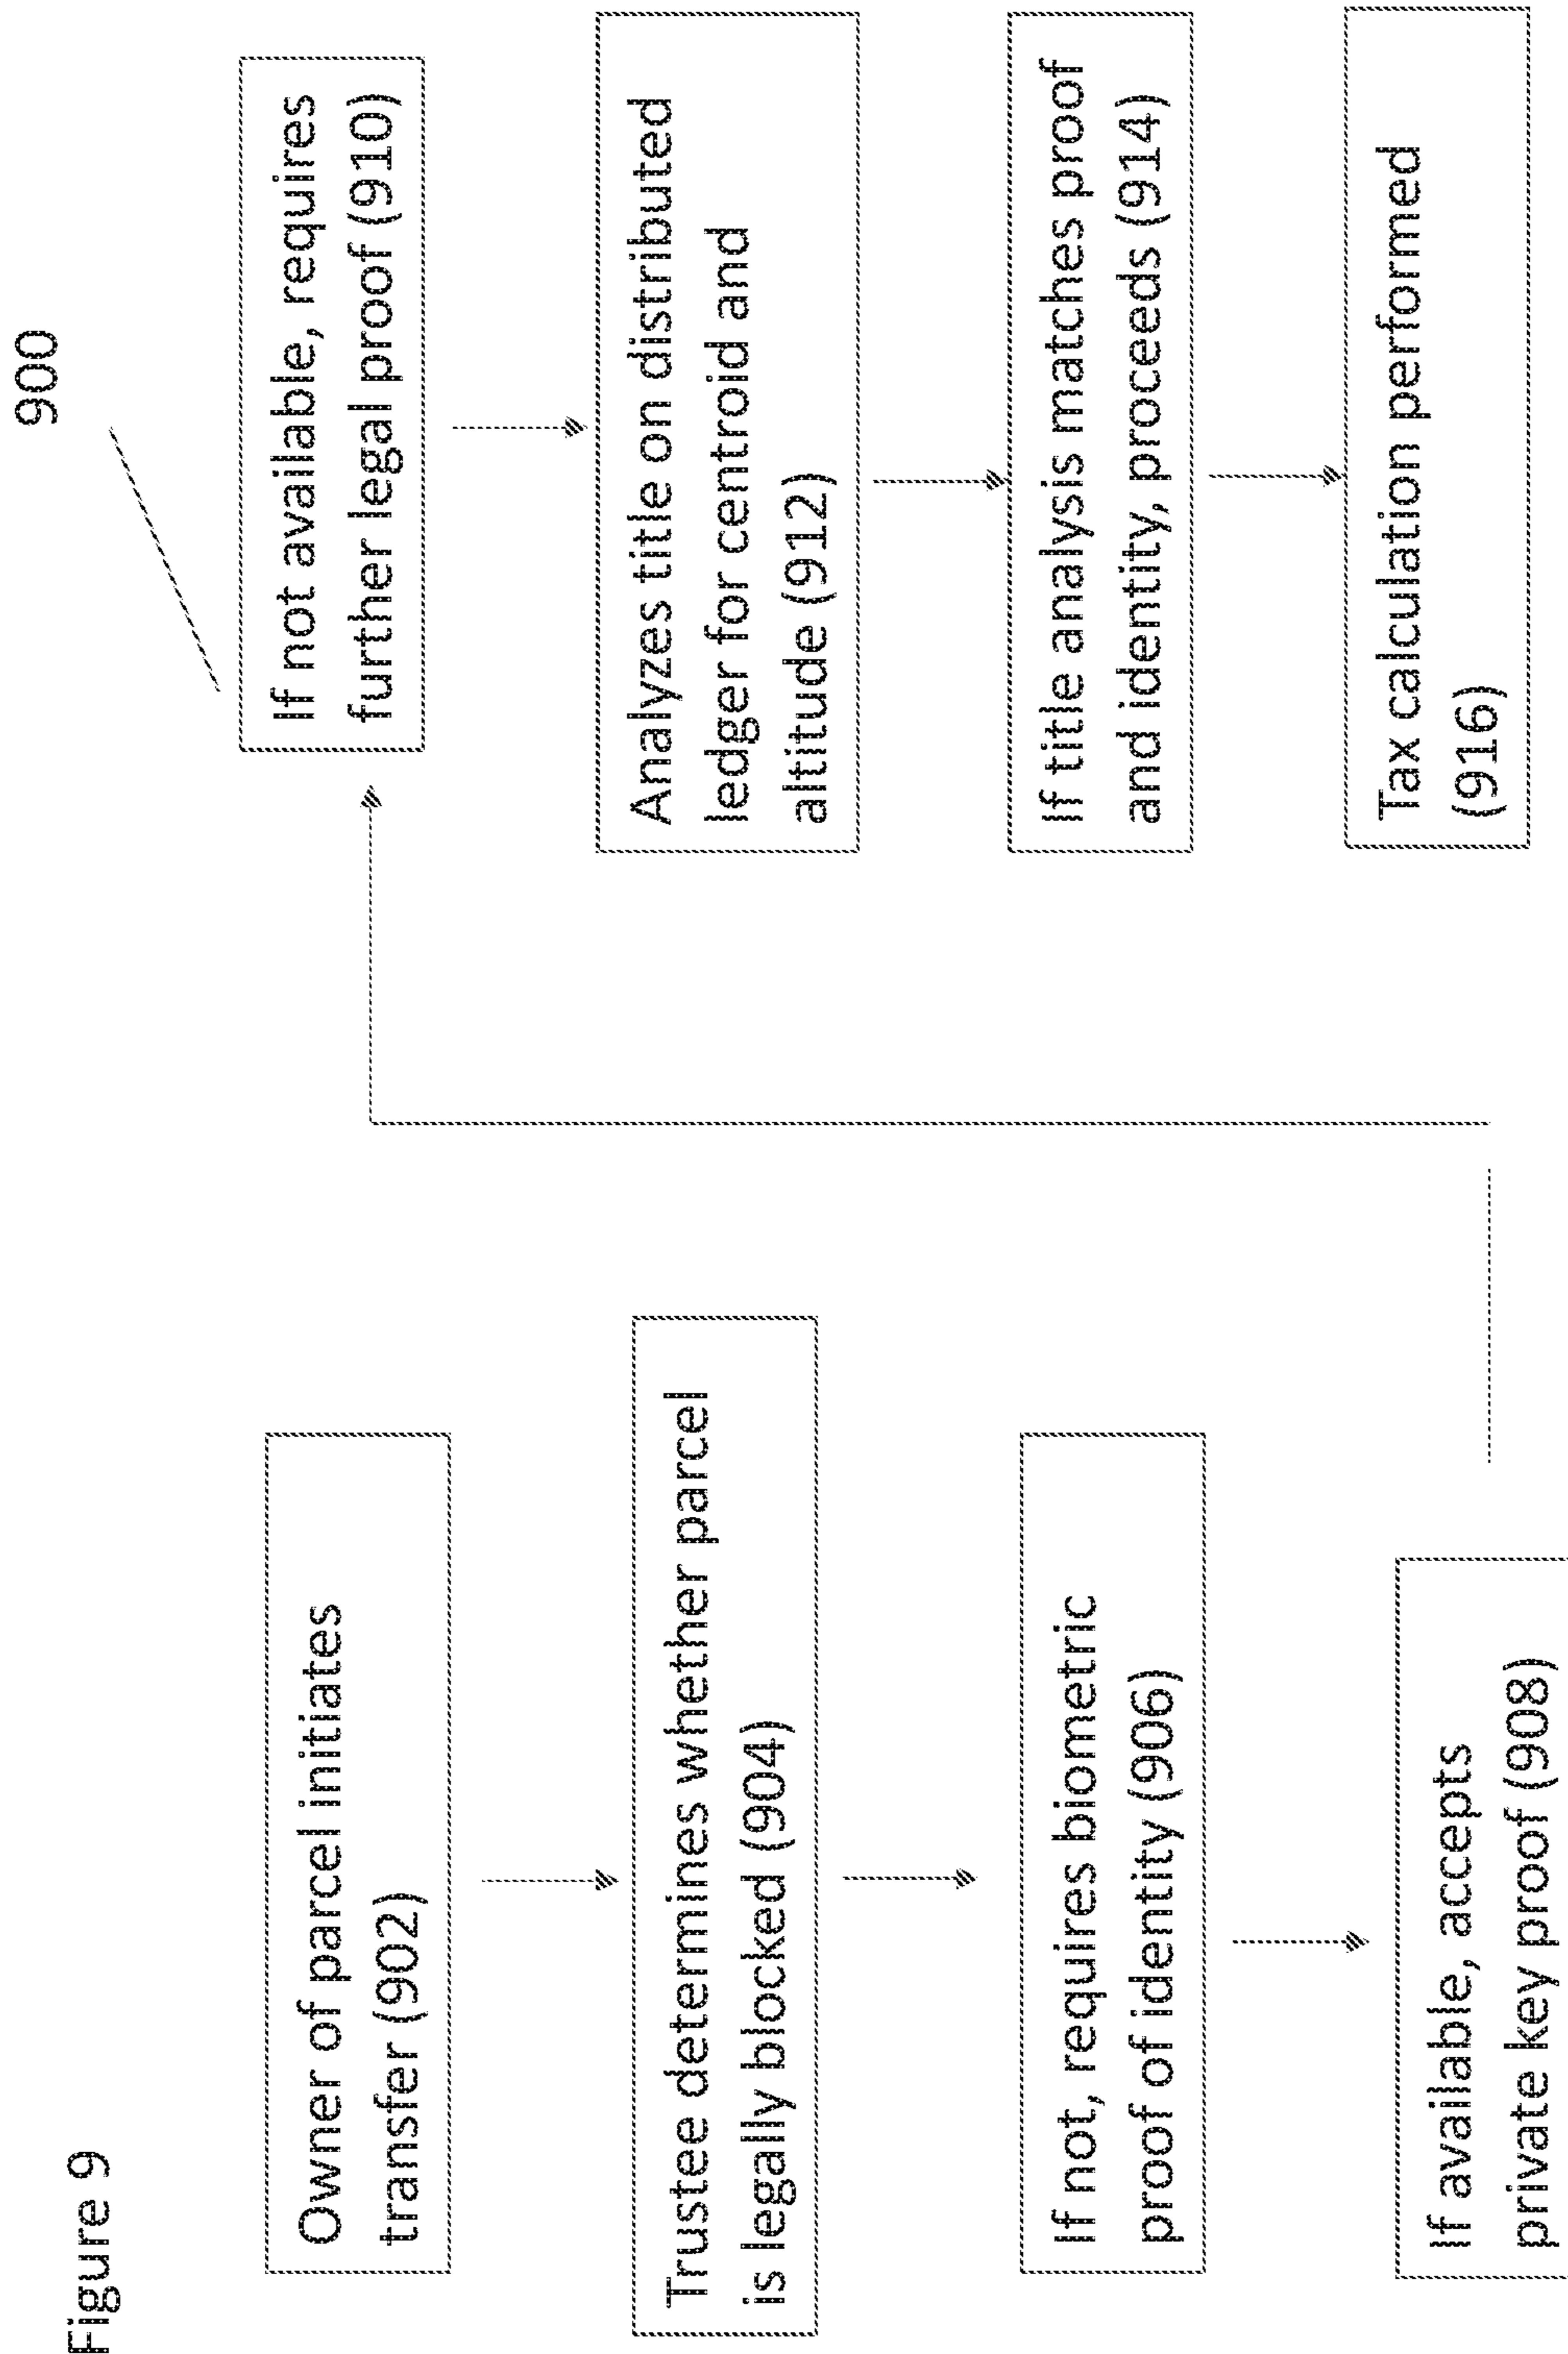 Figure 9
900
Owner of parcel initiates
transfer (902)
Trustee determines whether parcel
is legally blocked (904)
If not, requires biometric
proof of identity (906)
If available, accepts
private key proof (908)
If not available, requires
further legal proof (910)
Analyzes title on distributed
ledger for centroid and
altitude (912)
If title analysis matches proof
and identity, proceeds (914)
Tax calculation performed
(916)